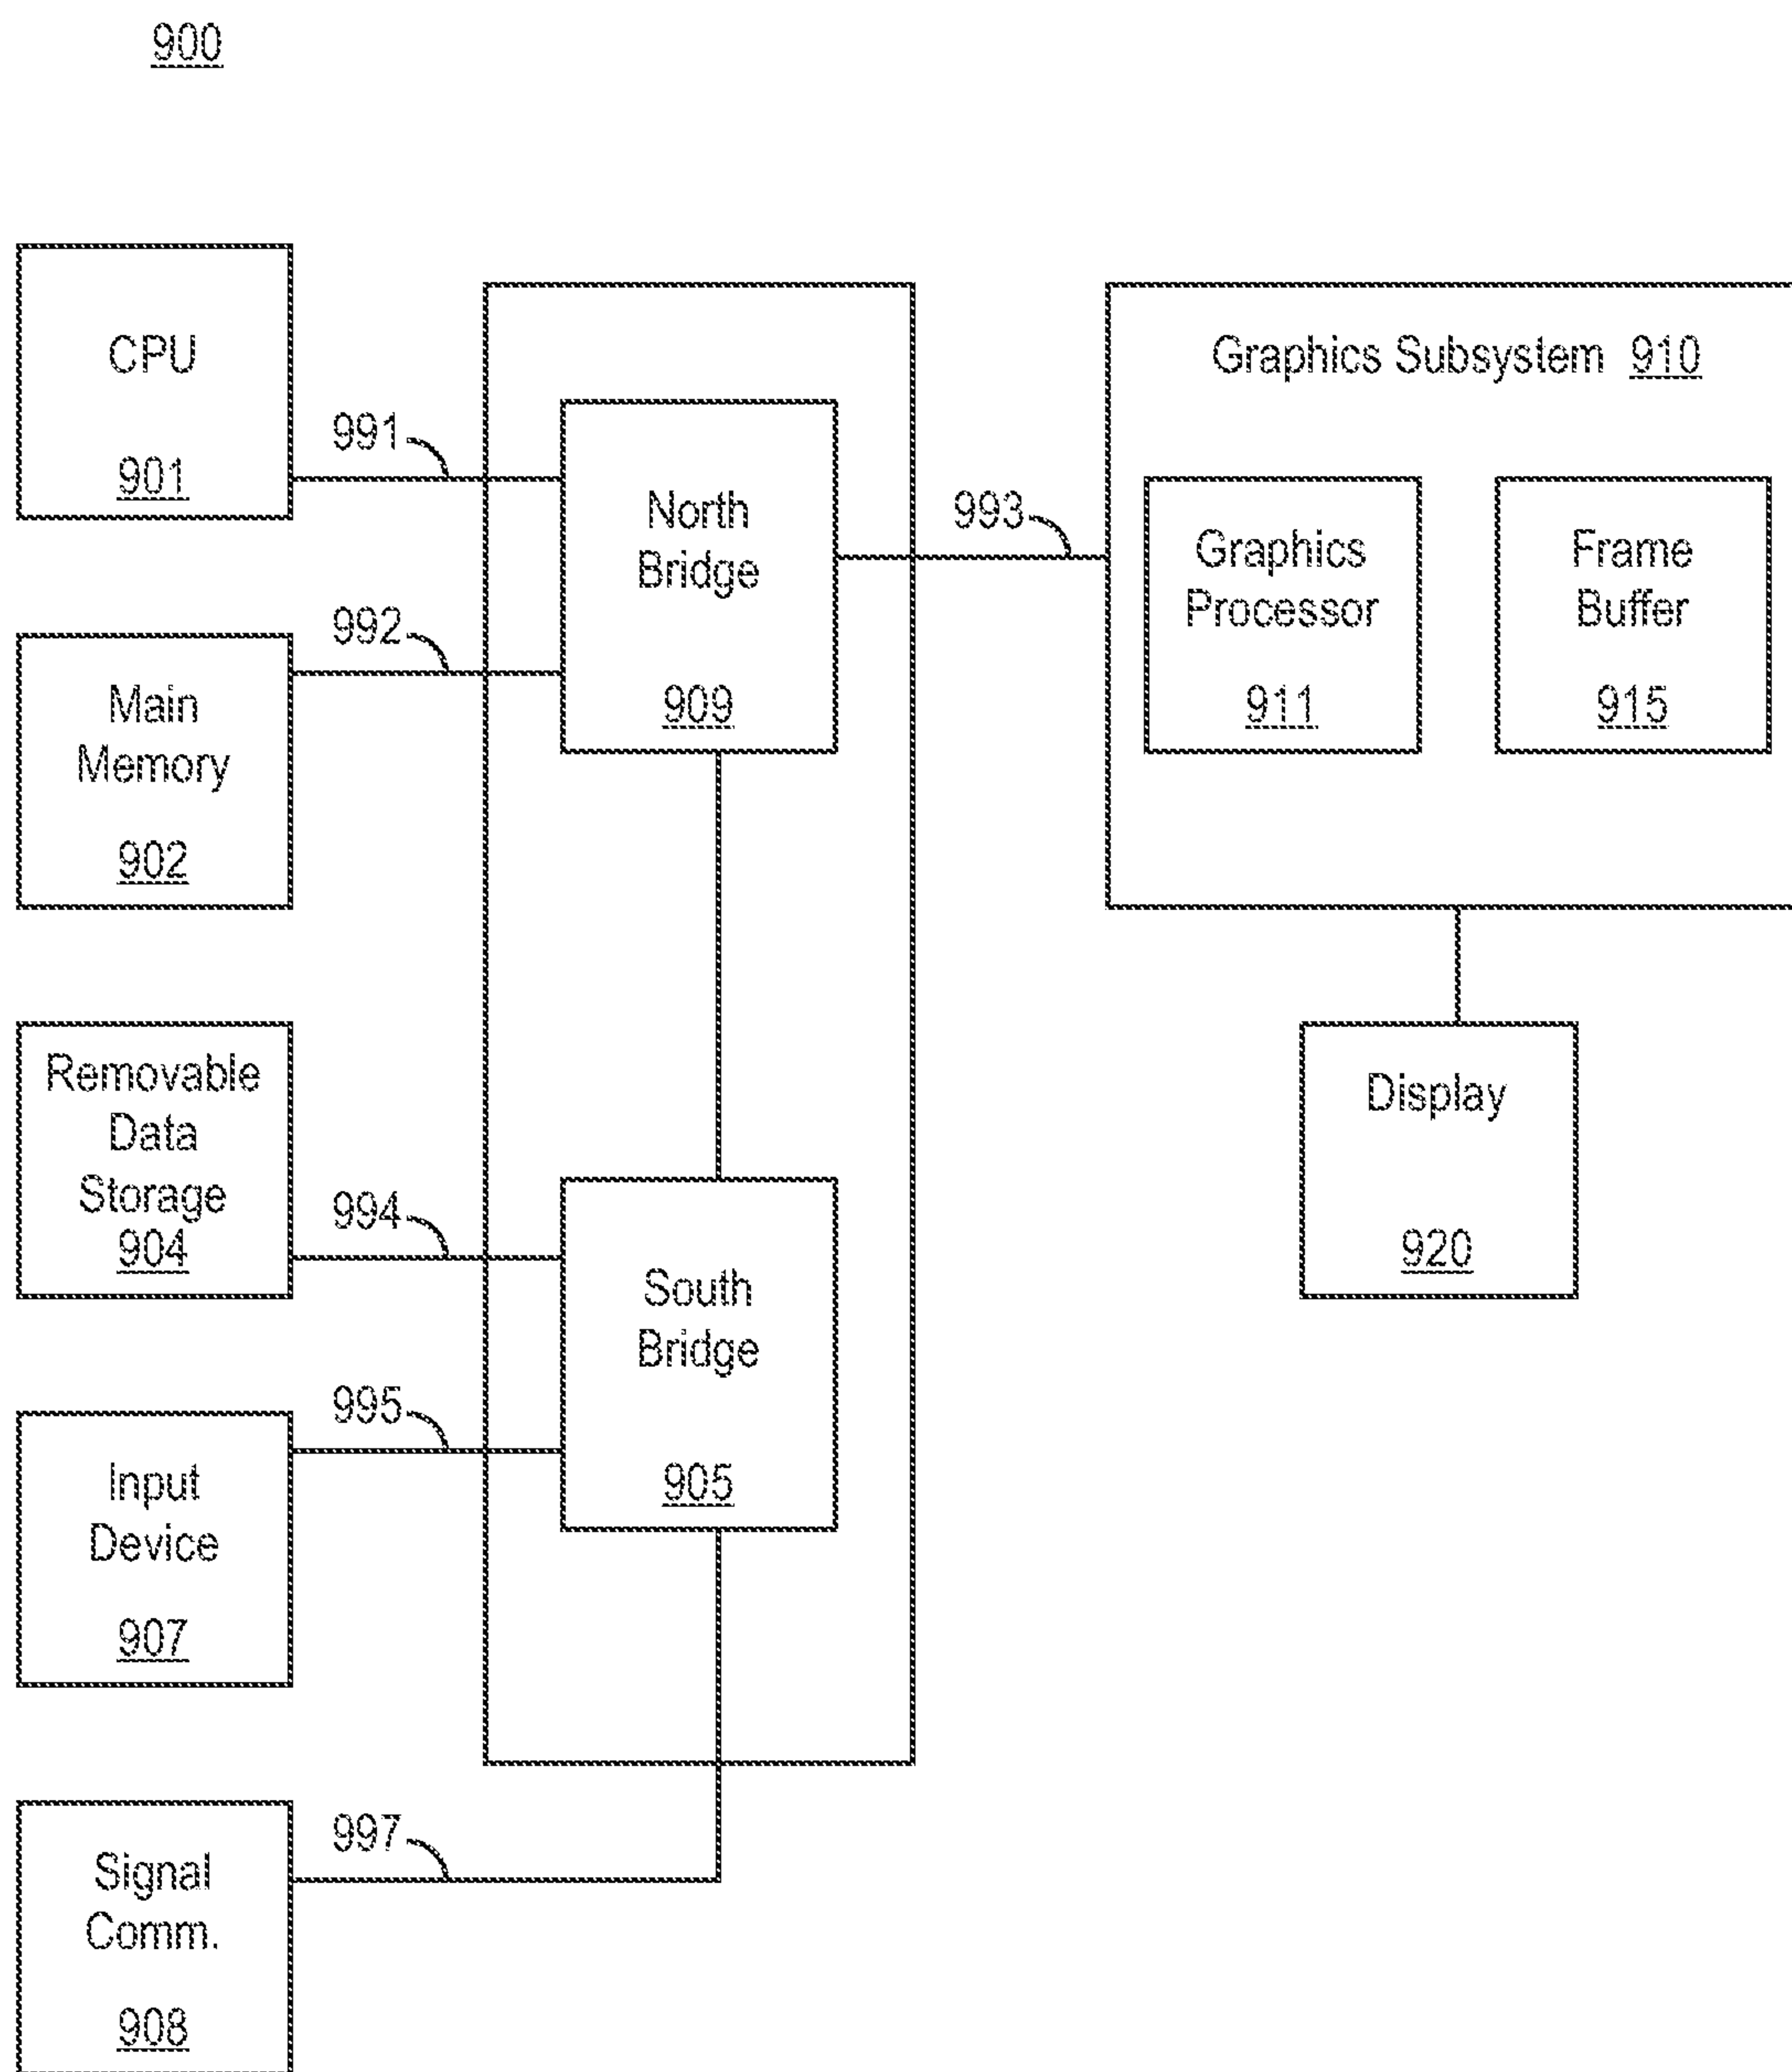 900
CPU
901
991
Main
Memory
902
992
North
Bridge
909
993
Graphics Subsystem 910
Graphics
Processor
911
Frame
Buffer
915
Removable
Data
Storage
904
994
South
Bridge
905
Display
920
Input
Device
907
995
Signal
Comm.
908
997